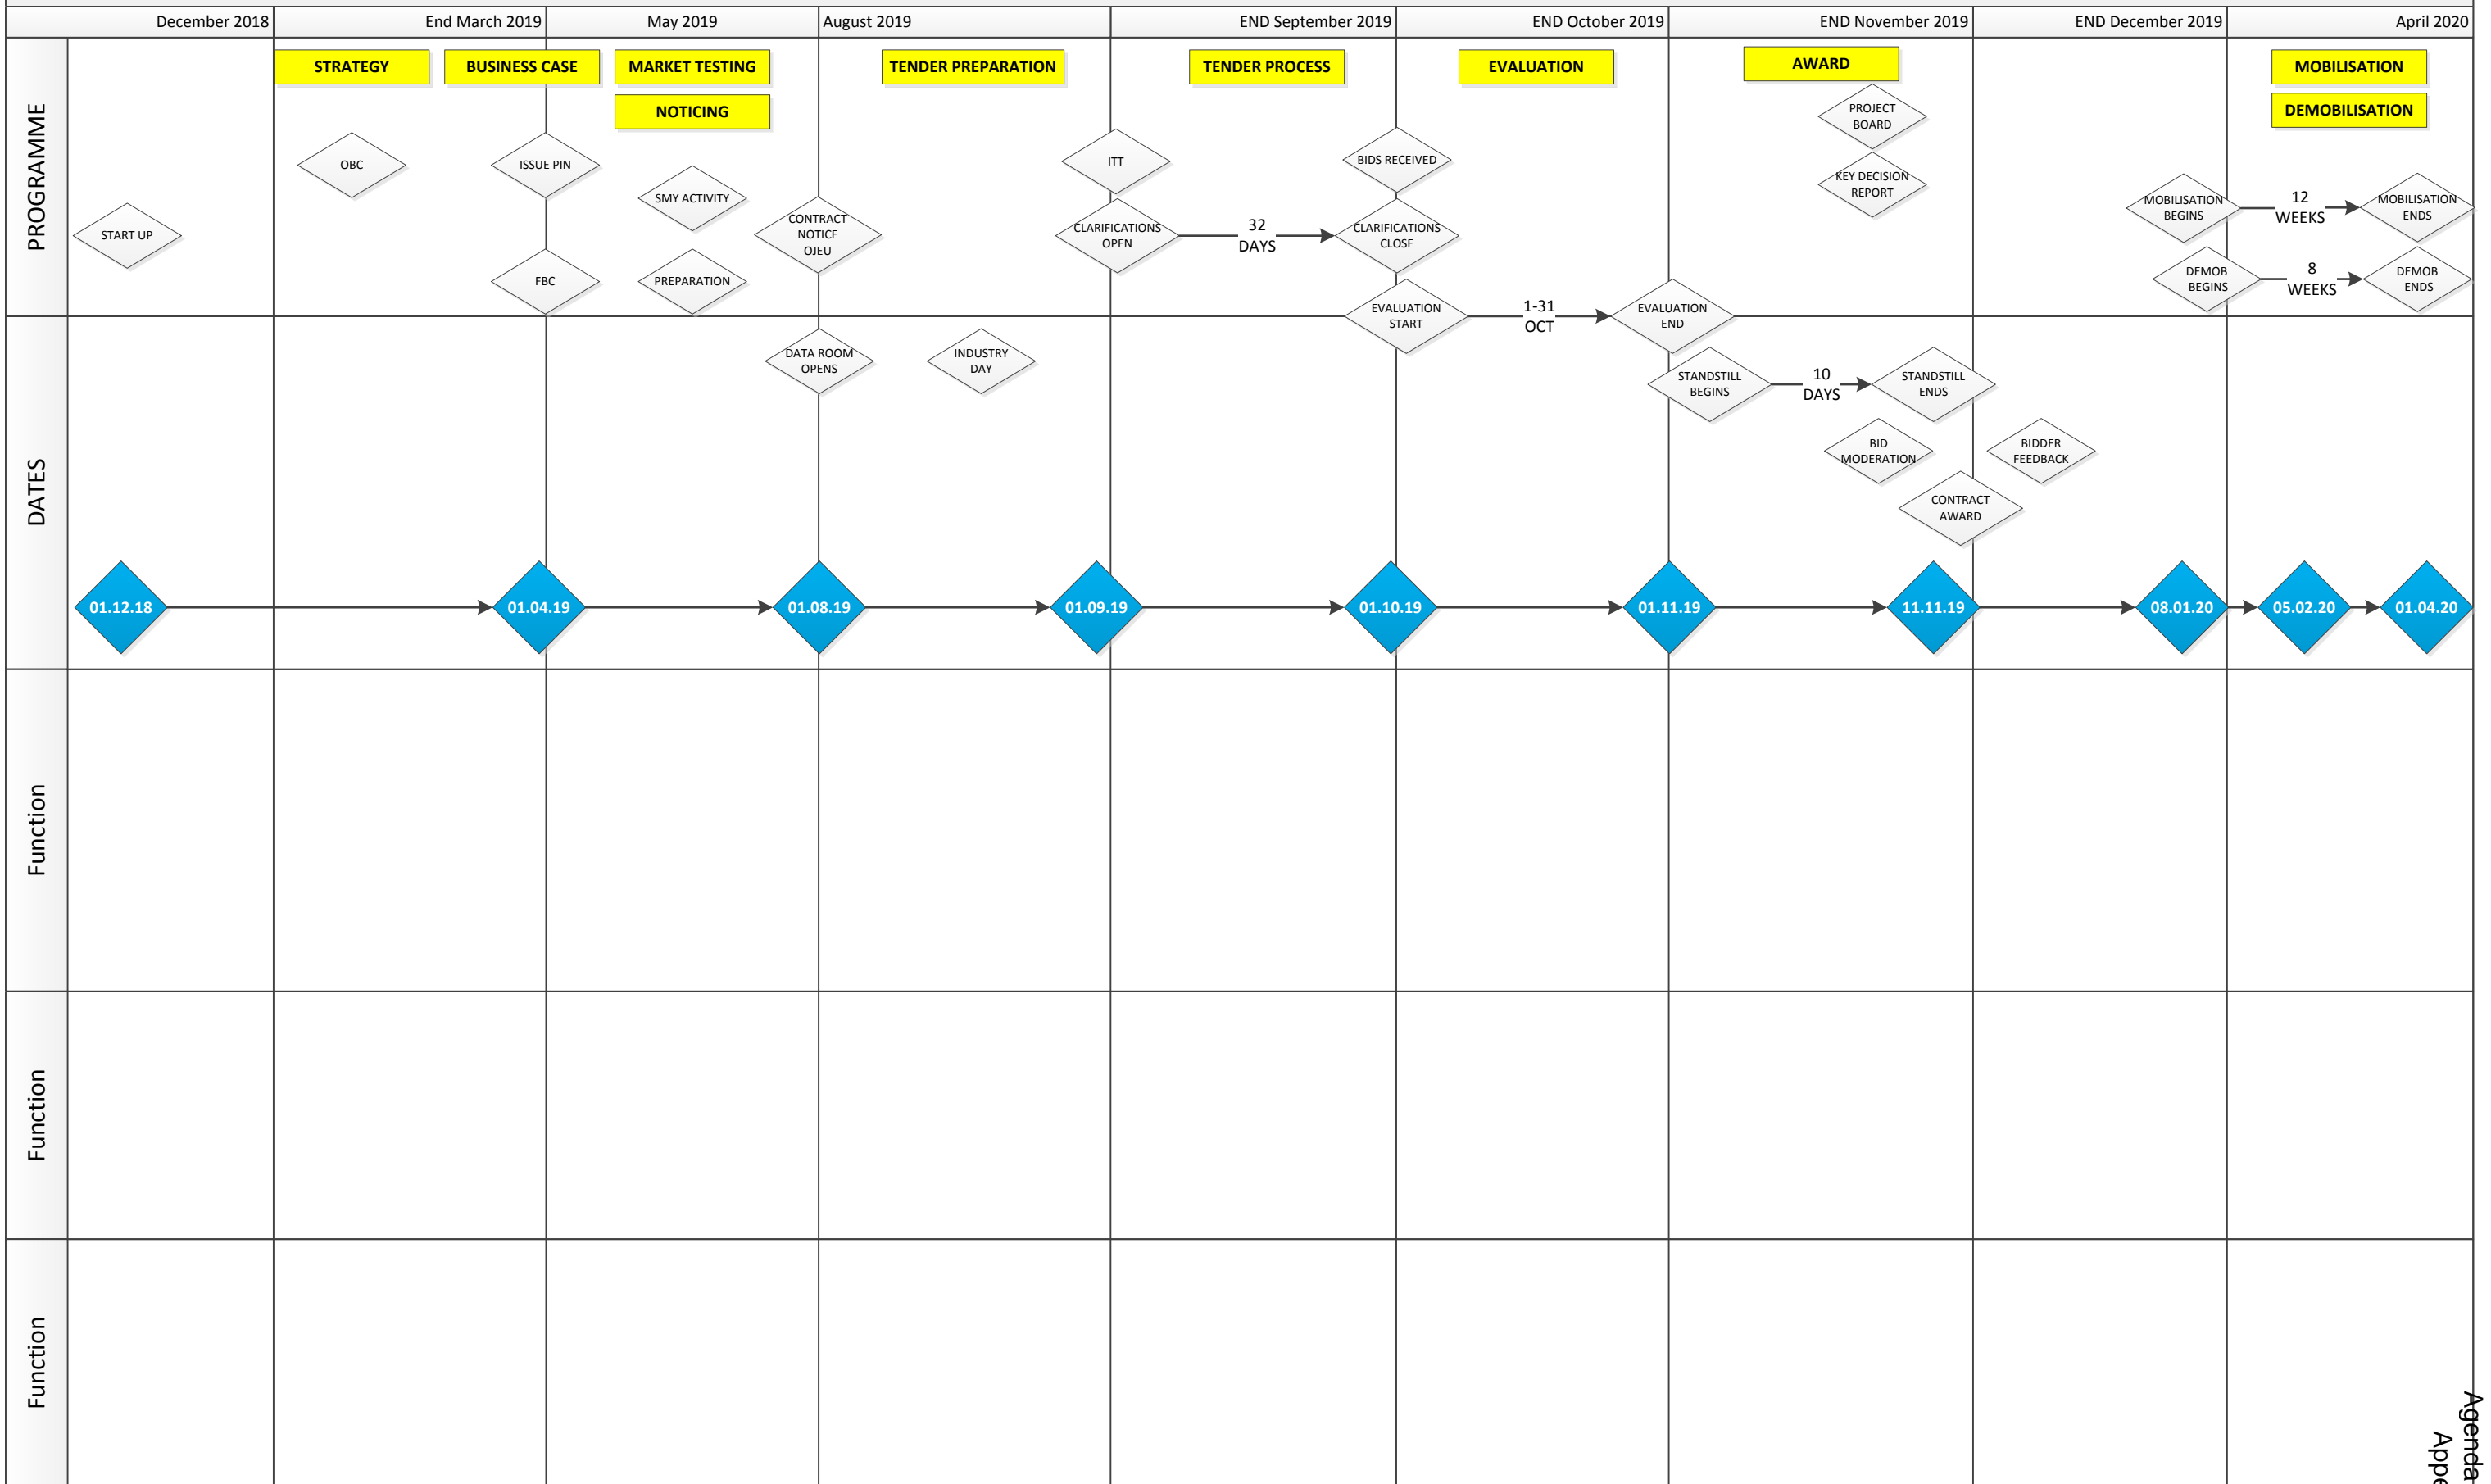 December 2018
End March 2019
May 2019
August 2019
END September 2019
END October 2019
END November 2019
END December 2019
April 2020
PROGRAMME
STRATEGY
BUSINESS CASE
MARKET TESTING
NOTICING
TENDER PREPARATION
TENDER PROCESS
EVALUATION
AWARD
MOBILISATION
DEMOBILISATION
START UP
OBC
ISSUE PIN
FBC
SMY ACTIVITY
PREPARATION
CONTRACT
NOTICE
OJEU
ITT
CLARIFICATIONS
OPEN
32
DAYS
BIDS RECEIVED
CLARIFICATIONS
CLOSE
EVALUATION
START
1-31
OCT
EVALUATION
END
PROJECT
BOARD
KEY DECISION
REPORT
MOBILISATION
BEGINS
12
WEEKS
MOBILISATION
ENDS
DEMOB
BEGINS
8
WEEKS
DEMOB
ENDS
DATES
DATA ROOM
OPENS
INDUSTRY
DAY
STANDSTILL
BEGINS
10
DAYS
STANDSTILL
ENDS
BID
MODERATION
BIDDER
FEEDBACK
CONTRACT
AWARD
01.12.18
01.04.19
01.08.19
01.09.19
01.10.19
01.11.19
11.11.19
08.01.20
05.02.20
01.04.20
Function
Function
Function
Agenda
Appe